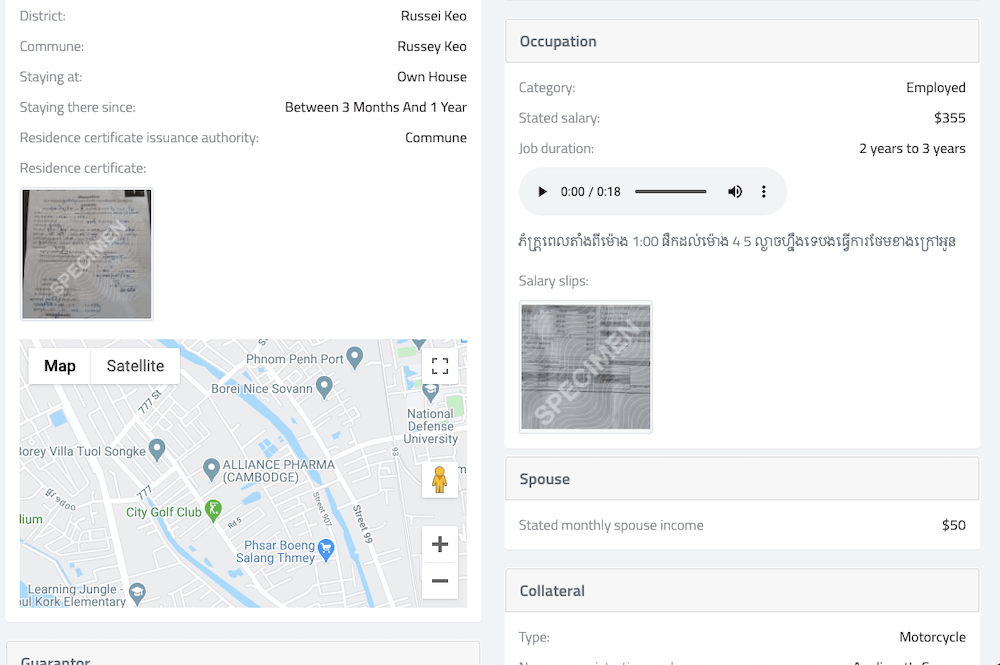 District: Russei Keo
Commune: Russey Keo
Staying at: Own House
Staying there since: Between 3 Months And 1 Year
Residence certificate issuance authority: Commune
Residence certificate:
SPECIMEN
Map Satellite
Phnom Penh Port
Borei Nice Sovann
National
Defense
University
777 St
Borey Villa Tuol Songke
ALLIANCE PHARMA
(CAMBODGE)
93
777
City Golf Club
Rd 5
Street 907
Street 99
Phsar Boeng
Salang Thmey
Learning Jungle -
Elementary
Guarantor
Occupation
Category: Employed
Stated salary: $355
Job duration: 2 years to 3 years
0:00 / 0:18
ភ័ក្រ្តពេលតាំងពីម៉ោង 1:00 ផឹកដល់ម៉ោង 4 5 ល្ងាចហ្នឹងទេបងធ្វើការថែមខាងក្រៅអូន
Salary slips:
SPECIMEN
Spouse
Stated monthly spouse income $50
Collateral
Type: Motorcycle